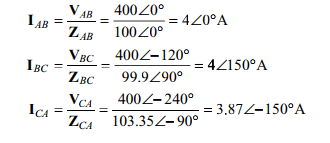 I_AB = V_AB / Z_AB = 400∠0° / 100∠0° = 4∠0°A
I_BC = V_BC / Z_BC = 400∠-120° / 99.9∠90° = 4∠150°A
I_CA = V_CA / Z_CA = 400∠-240° / 103.35∠-90° = 3.87∠-150°A